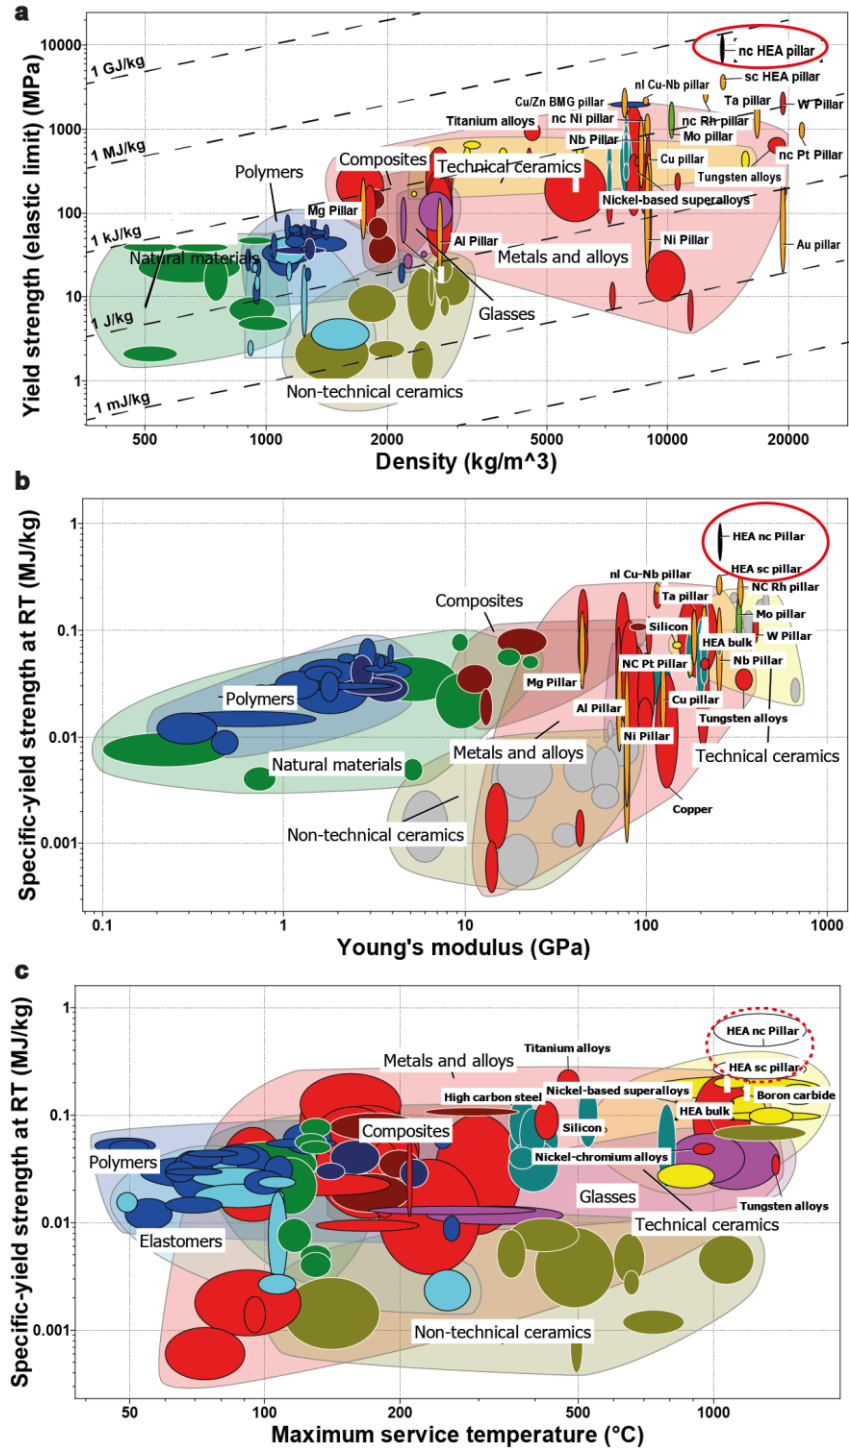 a
Yield strength (elastic limit) (MPa)
10000
1000
100
10
1
1 GJ/kg
1 MJ/kg
1 kJ/kg
1 J/kg
1 mJ/kg
nc HEA pillar
sc HEA pillar
nl Cu-Nb pillar
Cu/Zn BMG pillar
Ta pillar
W Pillar
Titanium alloys
nc Ni pillar
nc Rh pillar
Nb Pillar
Mo pillar
nc Pt Pillar
Composites
Technical ceramics
Cu pillar
Tungsten alloys
Polymers
Nickel-based superalloys
Mg Pillar
Al Pillar
Ni Pillar
Au pillar
Natural materials
Metals and alloys
Glasses
Non-technical ceramics
500
1000
2000
5000
10000
20000
Density (kg/m^3)
b
Specific-yield strength at RT (MJ/kg)
1
0.1
0.01
0.001
HEA nc Pillar
HEA sc pillar
nl Cu-Nb pillar
NC Rh pillar
Ta pillar
Composites
Mo pillar
Silicon
W Pillar
HEA bulk
NC Pt Pillar
Nb Pillar
Mg Pillar
Polymers
Cu pillar
Al Pillar
Tungsten alloys
Ni Pillar
Metals and alloys
Technical ceramics
Natural materials
Copper
Non-technical ceramics
0.1
1
10
100
1000
Young's modulus (GPa)
c
Specific-yield strength at RT (MJ/kg)
1
0.1
0.01
0.001
HEA nc Pillar
Titanium alloys
Metals and alloys
HEA sc pillar
Nickel-based superalloys
High carbon steel
Boron carbide
HEA bulk
Composites
Silicon
Polymers
Nickel-chromium alloys
Glasses
Tungsten alloys
Technical ceramics
Elastomers
Non-technical ceramics
50
100
200
500
1000
Maximum service temperature (°C)